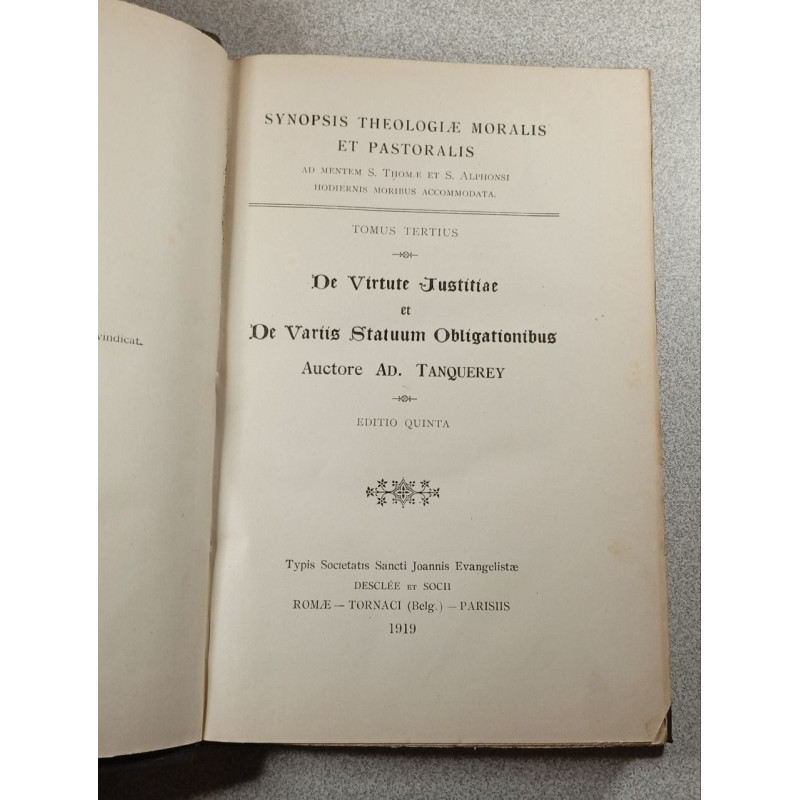 vindicat.
SYNOPSIS THEOLOGIÆ MORALIS
ET PASTORALIS
AD MENTEM S. THOMÆ ET S. ALPHONSI
HODIERNIS MORIBUS ACCOMMODATA.
TOMUS TERTIUS
De Virtute Justitiae
et
De Variis Statuum Obligationibus
Auctore AD. TANQUEREY
EDITIO QUINTA
Typis Societatis Sancti Joannis Evangelistæ
DESCLÉE ET SOCII
ROMÆ — TORNACI (Belg.) — PARISIIS
1919